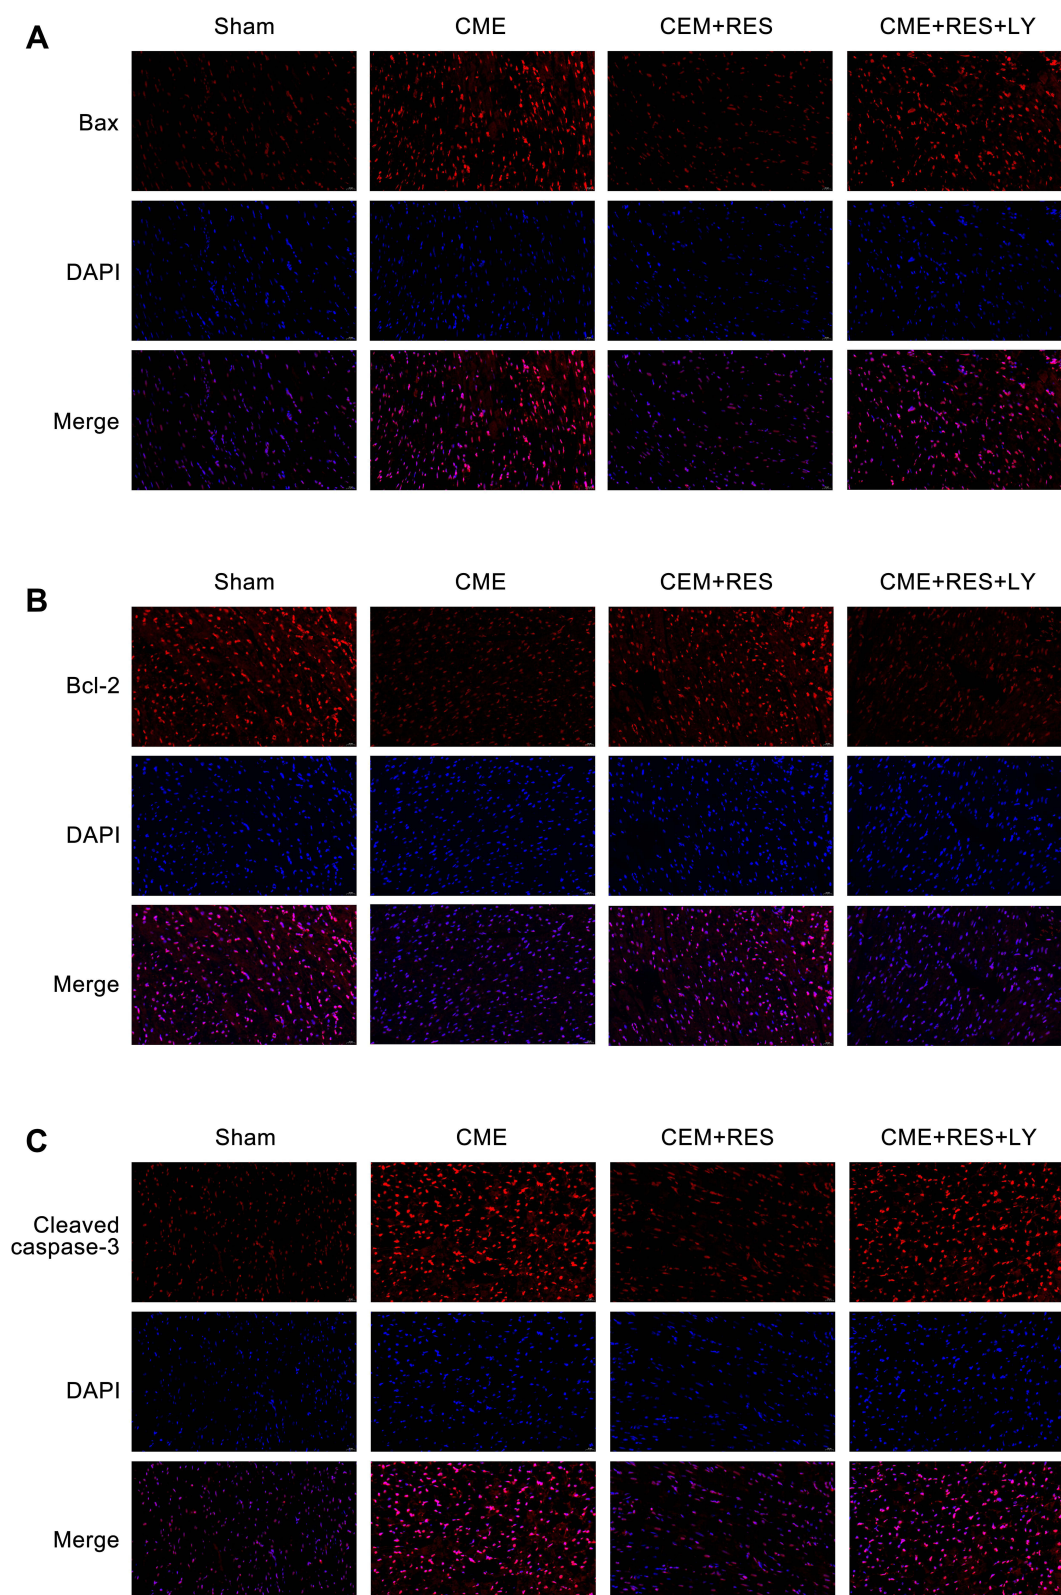 A
Sham CME CEM+RES CME+RES+LY
Bax
DAPI
Merge
B
Sham CME CEM+RES CME+RES+LY
Bcl-2
DAPI
Merge
C
Sham CME CEM+RES CME+RES+LY
Cleaved
caspase-3
DAPI
Merge